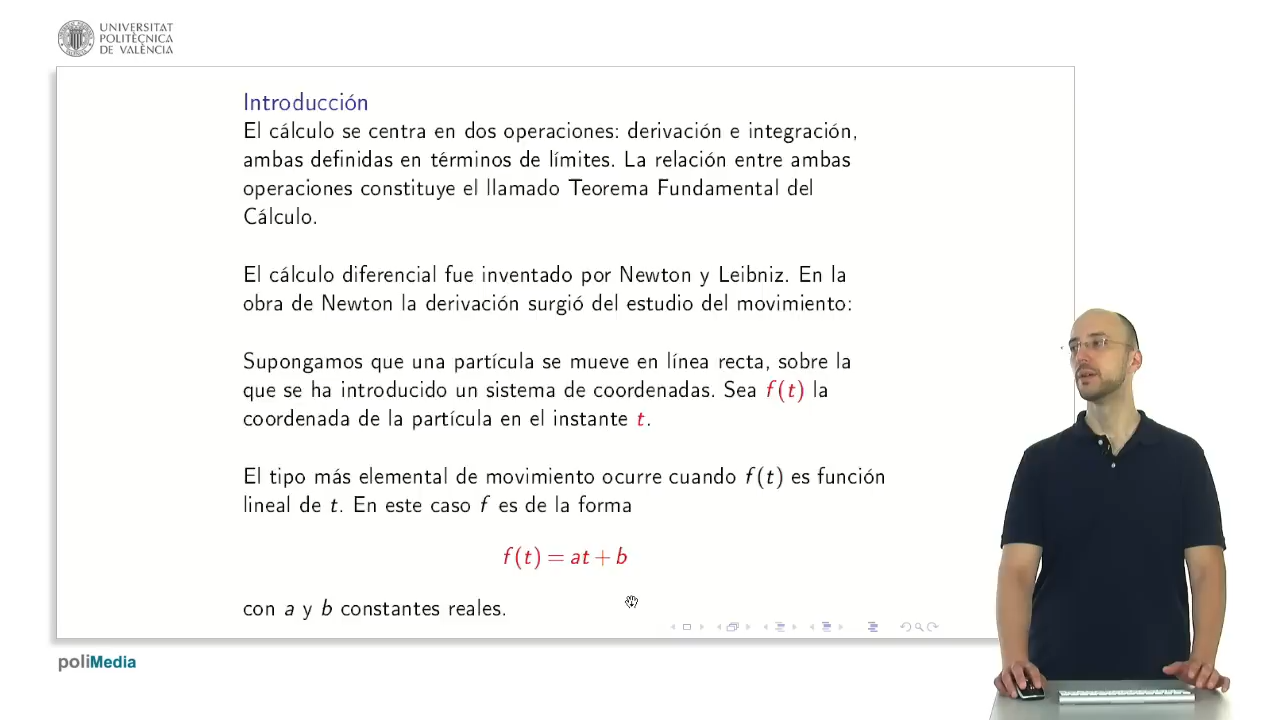 UNIVERSITAT
POLITÈCNICA
DE VALÈNCIA
Introducción
El cálculo se centra en dos operaciones: derivación e integración,
ambas definidas en términos de límites. La relación entre ambas
operaciones constituye el llamado Teorema Fundamental del
Cálculo.
El cálculo diferencial fue inventado por Newton y Leibniz. En la
obra de Newton la derivación surgió del estudio del movimiento:
Supongamos que una partícula se mueve en línea recta, sobre la
que se ha introducido un sistema de coordenadas. Sea f(t) la
coordenada de la partícula en el instante t.
El tipo más elemental de movimiento ocurre cuando f(t) es función
lineal de t. En este caso f es de la forma
f(t) = at + b
con a y b constantes reales.
poliMedia